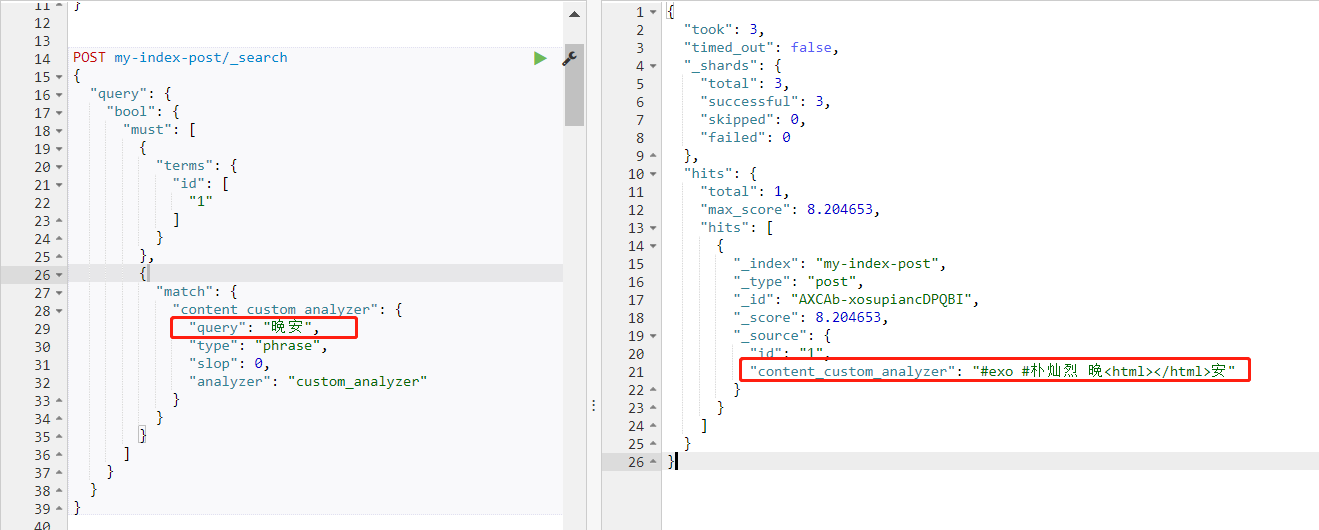 11 }
12
13
14 POST my-index-post/_search
15 {
16 "query": {
17 "bool": {
18 "must": [
19 {
20 "terms": {
21 "id": [
22 "1"
23 ]
24 }
25 },
26 {
27 "match": {
28 "content_custom_analyzer": {
29 "query": "晚安",
30 "type": "phrase",
31 "slop": 0,
32 "analyzer": "custom_analyzer"
33 }
34 }
35 }
36 ]
37 }
38 }
39 }
40
1 {
2 "took": 3,
3 "timed_out": false,
4 "_shards": {
5 "total": 3,
6 "successful": 3,
7 "skipped": 0,
8 "failed": 0
9 },
10 "hits": {
11 "total": 1,
12 "max_score": 8.204653,
13 "hits": [
14 {
15 "_index": "my-index-post",
16 "_type": "post",
17 "_id": "AXCAb-xosupiancDPQBI",
18 "_score": 8.204653,
19 "_source": {
20 "id": "1",
21 "content_custom_analyzer": "#exo #朴灿烈 晚<html></html>安"
22 }
23 }
24 ]
25 }
26 }